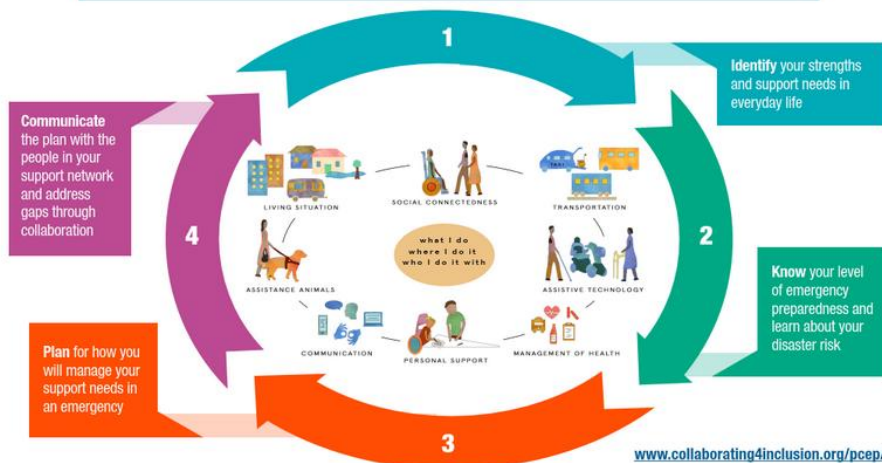 1
Identify your strengths
and support needs in
everyday life
2
Know your level
of emergency
preparedness and
learn about your
disaster risk
3
Plan for how you
will manage your
support needs in
an emergency
4
Communicate
the plan with the
people in your
support network
and address
gaps through
collaboration
LIVING SITUATION
SOCIAL CONNECTEDNESS
TRANSPORTATION
TAXI
what I do
where I do it
who I do it with
ASSISTANCE ANIMALS
ASSISTIVE TECHNOLOGY
COMMUNICATION
PERSONAL SUPPORT
MANAGEMENT OF HEALTH
www.collaborating4inclusion.org/pcep/